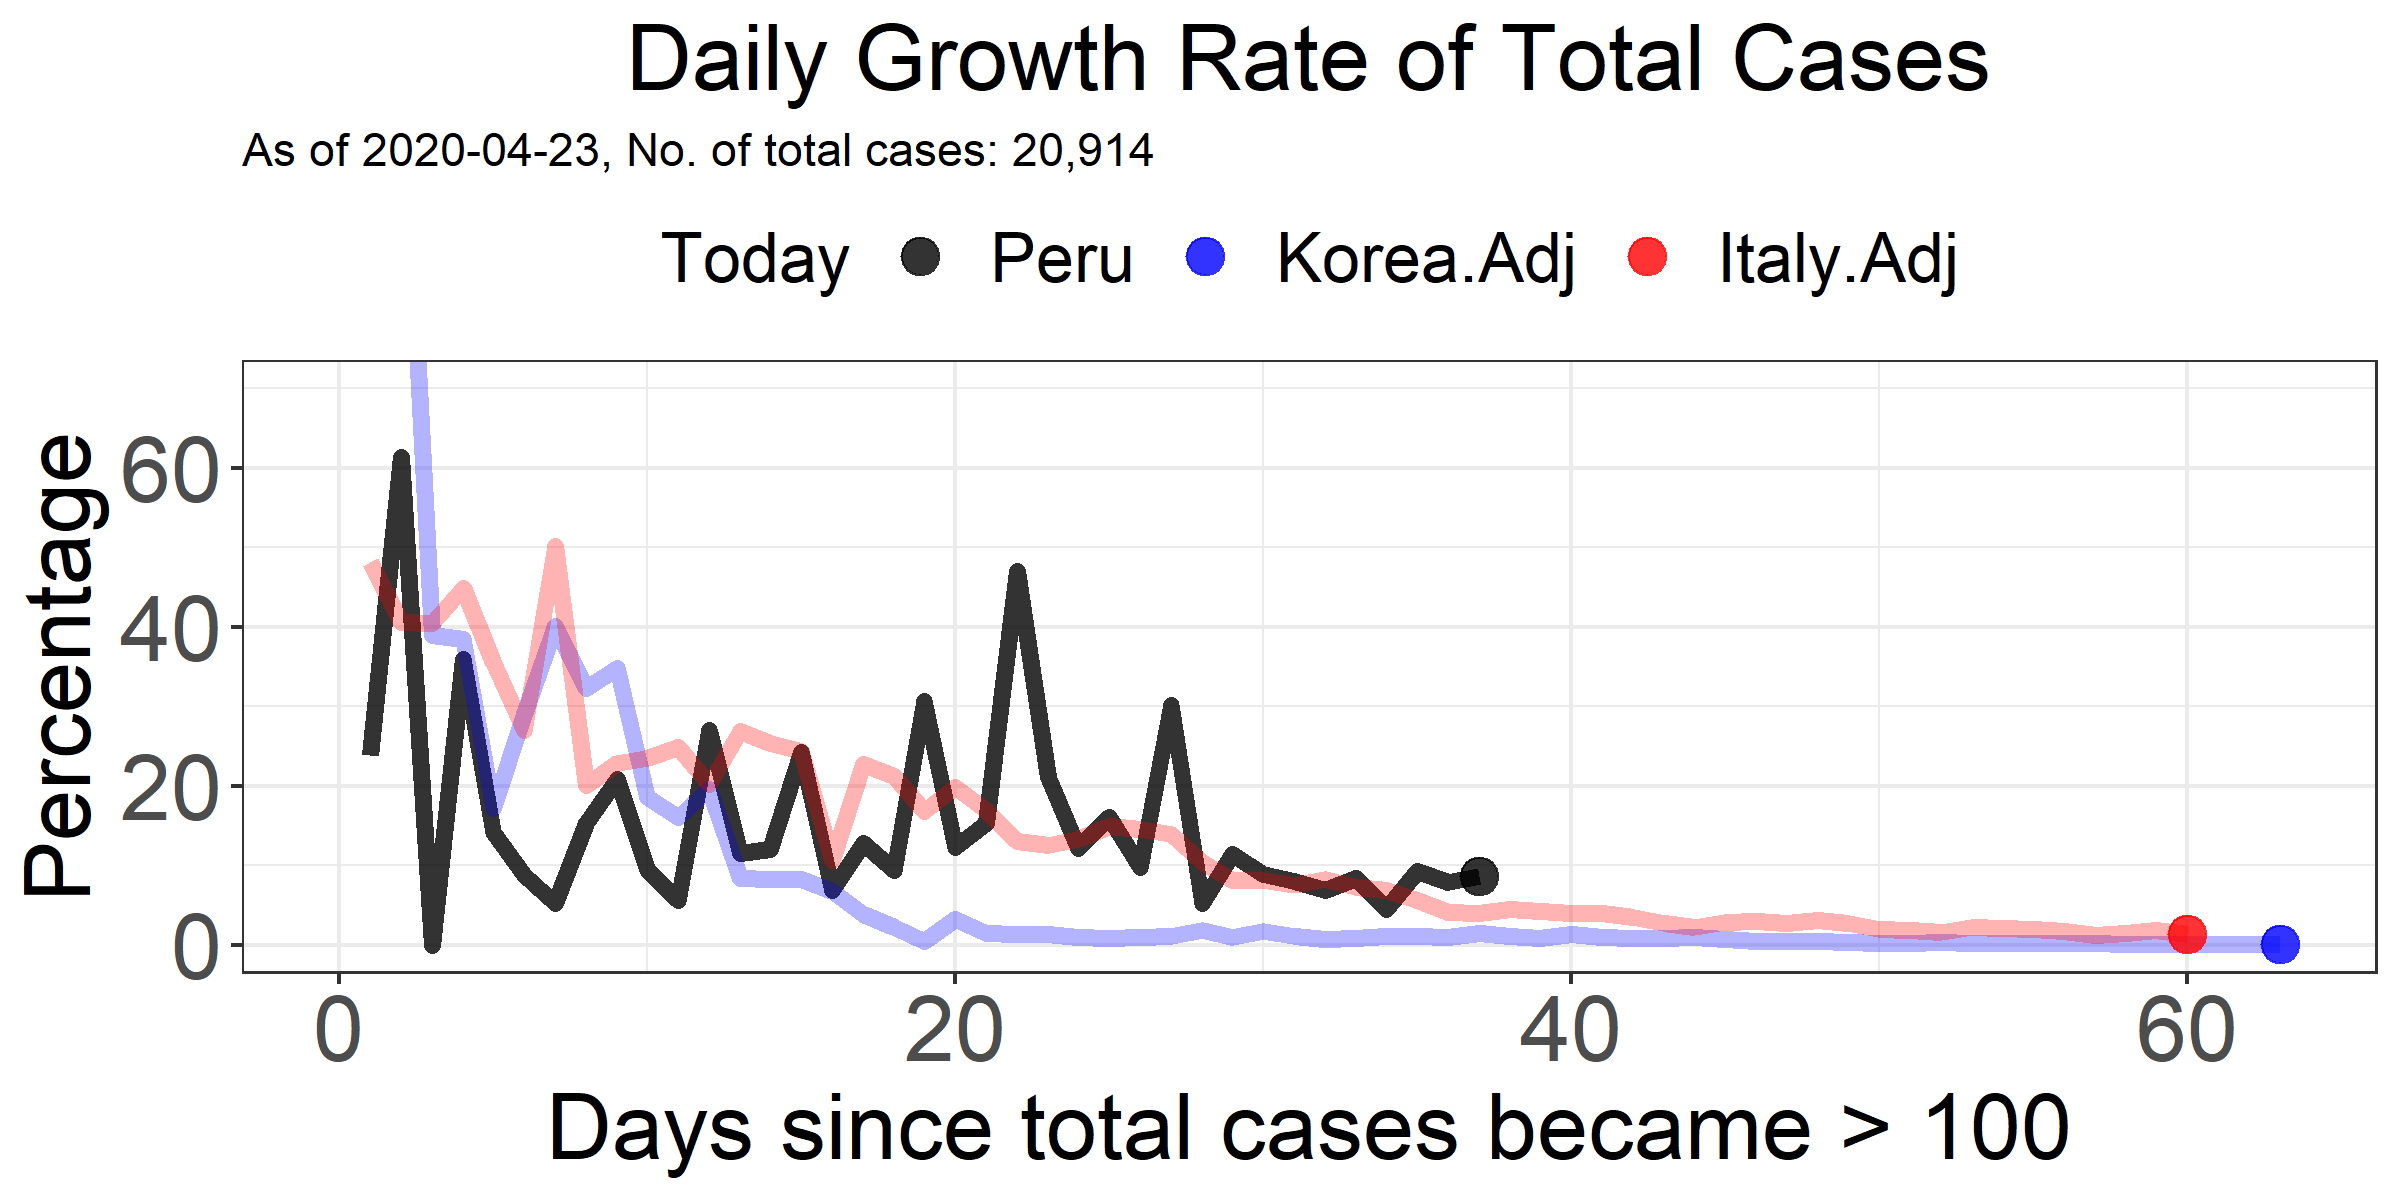 Daily Growth Rate of Total Cases
As of 2020-04-23, No. of total cases: 20,914
Today Peru Korea.Adj Italy.Adj
Percentage
60
40
20
0
0 20 40 60
Days since total cases became > 100